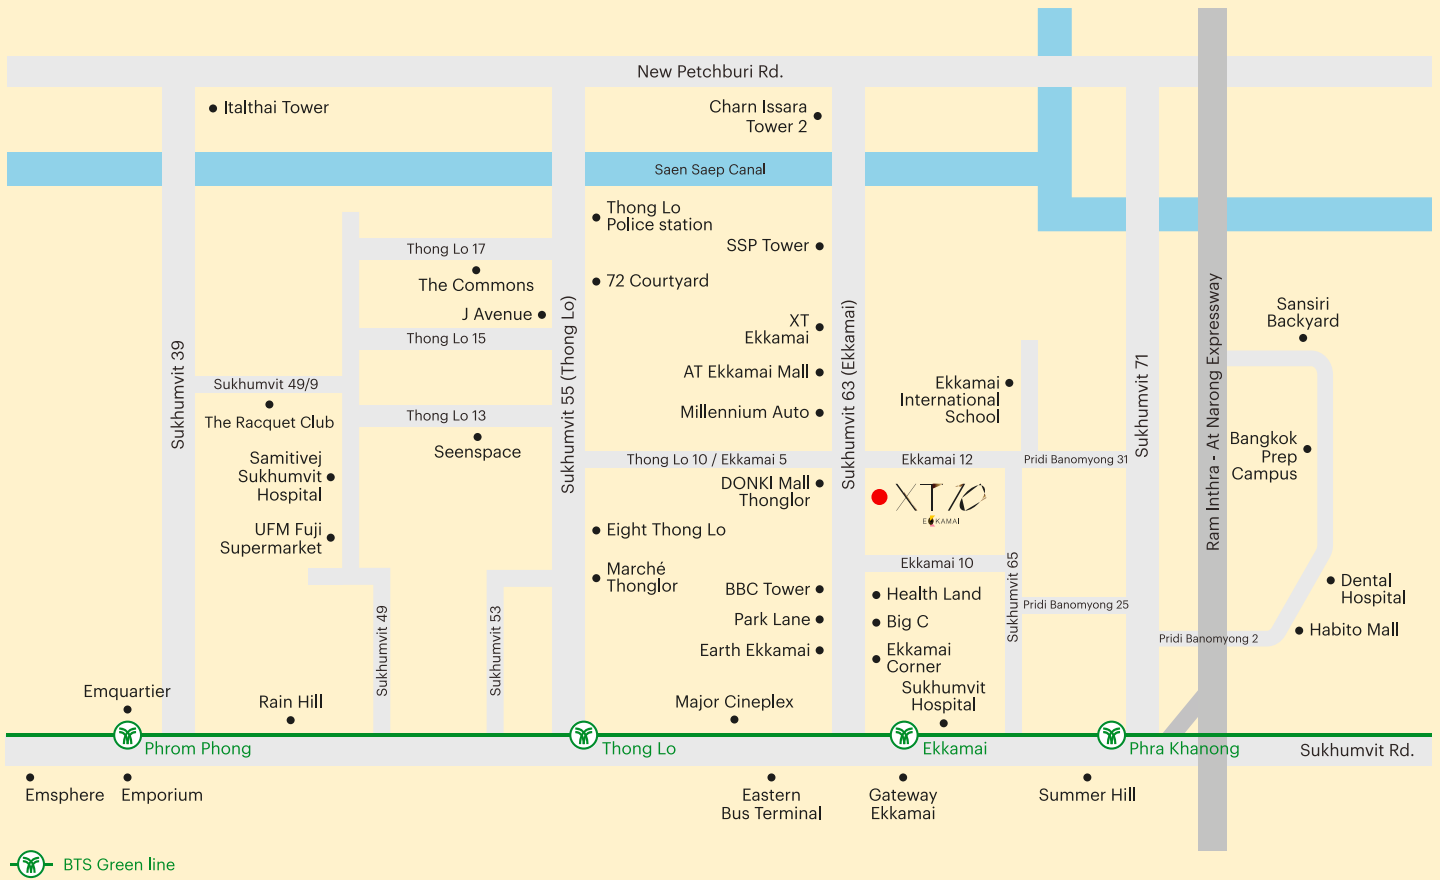 New Petchburi Rd.
Italthai Tower
Charn Issara
Tower 2
Saen Saep Canal
Thong Lo
Police station
SSP Tower
Thong Lo 17
The Commons
72 Courtyard
J Avenue
XT
Ekkamai
Thong Lo 15
Sansiri
Backyard
Sukhumvit 39
Sukhumvit 55 (Thong Lo)
Sukhumvit 63 (Ekkamai)
Sukhumvit 71
Ram Inthra - At Narong Expressway
Sukhumvit 49/9
The Racquet Club
AT Ekkamai Mall
Ekkamai
International
School
Millennium Auto
Thong Lo 13
Seenspace
Samitivej
Sukhumvit
Hospital
Thong Lo 10 / Ekkamai 5
Ekkamai 12
Pridi Banomyong 31
Bangkok
Prep
Campus
DONKI Mall
Thonglor
XT 10
EKKAMAI
UFM Fuji
Supermarket
Eight Thong Lo
Marché
Thonglor
Ekkamai 10
BBC Tower
Health Land
Park Lane
Big C
Earth Ekkamai
Ekkamai
Corner
Sukhumvit 49
Sukhumvit 53
Sukhumvit 65
Pridi Banomyong 25
Dental
Hospital
Habito Mall
Pridi Banomyong 2
Emquartier
Rain Hill
Major Cineplex
Sukhumvit
Hospital
Phrom Phong
Thong Lo
Ekkamai
Phra Khanong
Sukhumvit Rd.
Emsphere
Emporium
Eastern
Bus Terminal
Gateway
Ekkamai
Summer Hill
BTS Green line